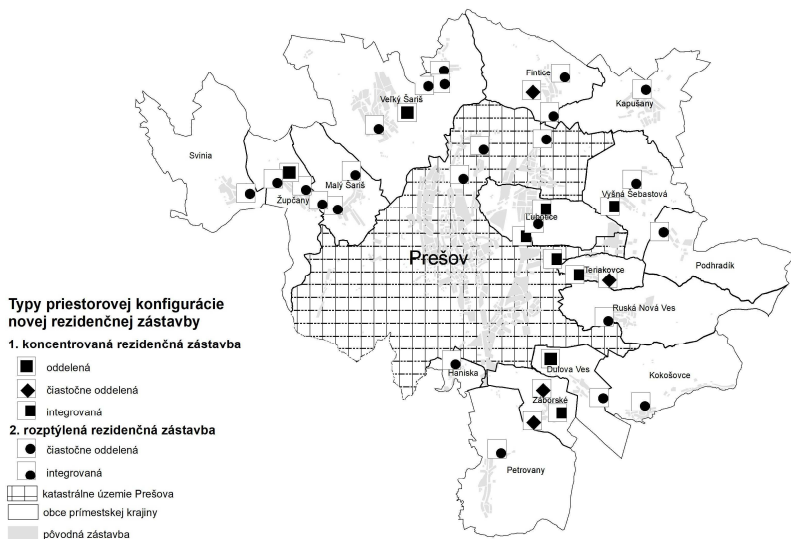 Fintice
Kapušany
Veľký Šariš
Svinia
Malý Šariš
Župčany
Vyšná Šebastová
Ľubotice
Prešov
Teriakovce
Podhradík
Ruská Nová Ves
Haniska
Dulova Ves
Kokošovce
Záborské
Petrovany
Typy priestorovej konfigurácie
novej rezidenčnej zástavby
1. koncentrovaná rezidenčná zástavba
oddelená
čiastočne oddelená
integrovaná
2. rozptýlená rezidenčná zástavba
čiastočne oddelená
integrovaná
katastrálne územie Prešova
obce prímestskej krajiny
pôvodná zástavba